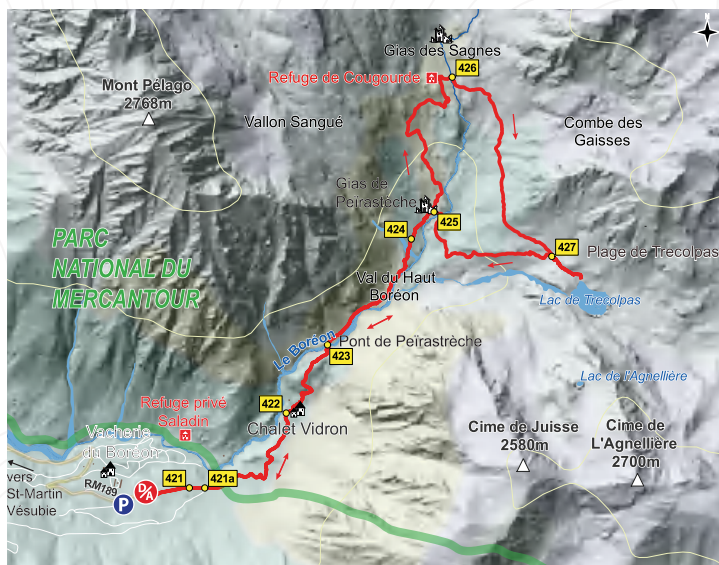 Gias des Sagnes
426
Refuge de Cougourde
Mont Pélago
2768m
Vallon Sangué
Combe des
Gaisses
Gias de
Peïrastèche
425
424
427
Plage de Trecolpas
PARC
NATIONAL DU
MERCANTOUR
Val du Haut
Boréon
Lac de Trecolpas
Le Boréon
Pont de Peïrastrèche
423
Lac de l'Agnellière
Refuge privé
Saladin
422
Chalet Vidron
Cime de Juisse
2580m
Cime de
L'Agnellière
2700m
Vacherie
du Boréon
vers
St-Martin
Vésubie
RM189
P
D/A
421
421a